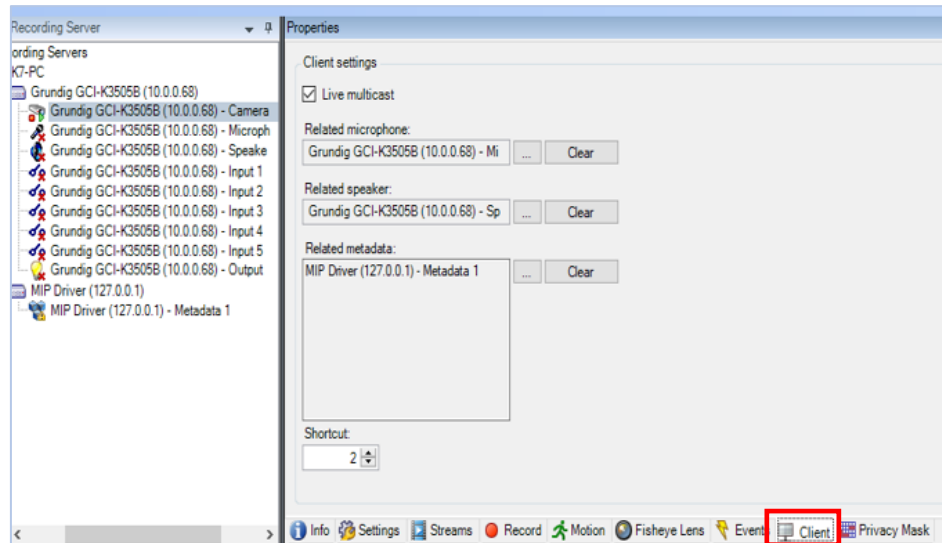 Recording Server
ording Servers
K7-PC
Grundig GCI-K3505B (10.0.0.68)
Grundig GCI-K3505B (10.0.0.68) - Camera
Grundig GCI-K3505B (10.0.0.68) - Microph
Grundig GCI-K3505B (10.0.0.68) - Speake
Grundig GCI-K3505B (10.0.0.68) - Input 1
Grundig GCI-K3505B (10.0.0.68) - Input 2
Grundig GCI-K3505B (10.0.0.68) - Input 3
Grundig GCI-K3505B (10.0.0.68) - Input 4
Grundig GCI-K3505B (10.0.0.68) - Input 5
Grundig GCI-K3505B (10.0.0.68) - Output
MIP Driver (127.0.0.1)
MIP Driver (127.0.0.1) - Metadata 1
Properties
Client settings
Live multicast
Related microphone:
Grundig GCI-K3505B (10.0.0.68) - Mi ... Clear
Related speaker:
Grundig GCI-K3505B (10.0.0.68) - Sp ... Clear
Related metadata:
MIP Driver (127.0.0.1) - Metadata 1 ... Clear
Shortcut:
2
Info Settings Streams Record Motion Fisheye Lens Event Client Privacy Mask